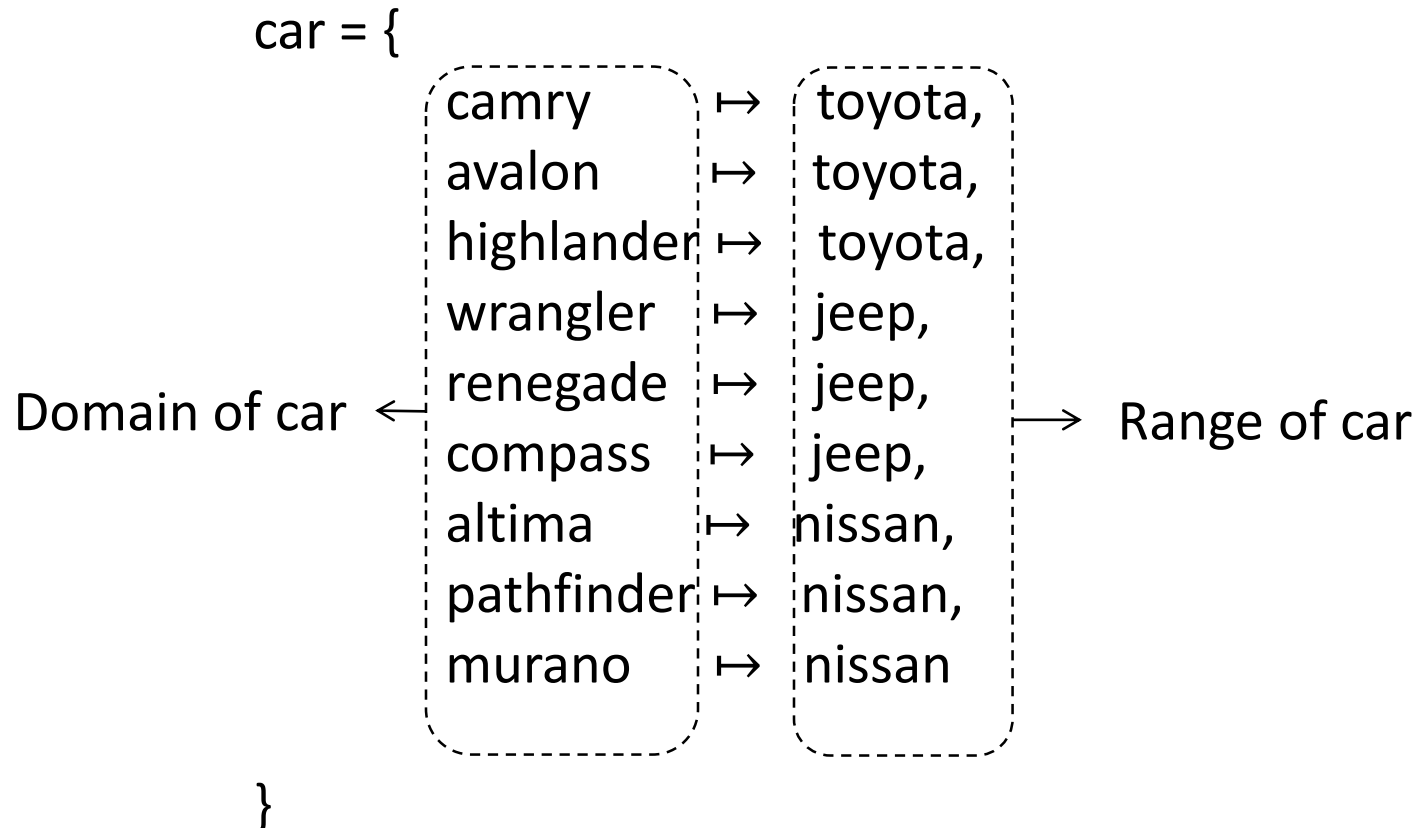 car = {
camry ↦ toyota,
avalon ↦ toyota,
highlander ↦ toyota,
wrangler ↦ jeep,
renegade ↦ jeep,
Domain of car
Range of car
compass ↦ jeep,
altima ↦ nissan,
pathfinder ↦ nissan,
murano ↦ nissan
}